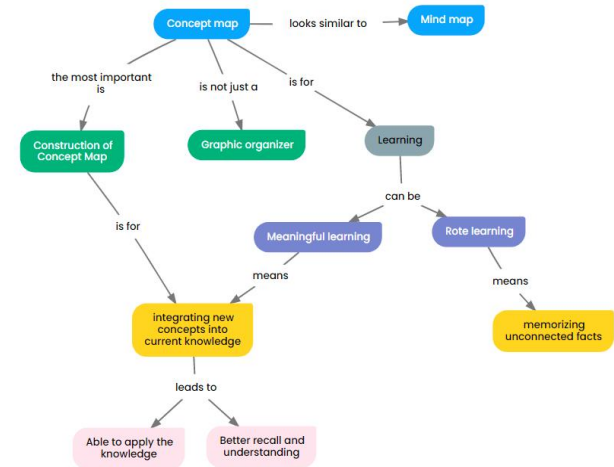 Concept map
looks similar to
Mind map
the most important
is
is not just a
is for
Construction of
Concept Map
Graphic organizer
Learning
can be
is for
Meaningful learning
Rote learning
means
means
integrating new
concepts into
current knowledge
memorizing
unconnected facts
leads to
Able to apply the
knowledge
Better recall and
understanding